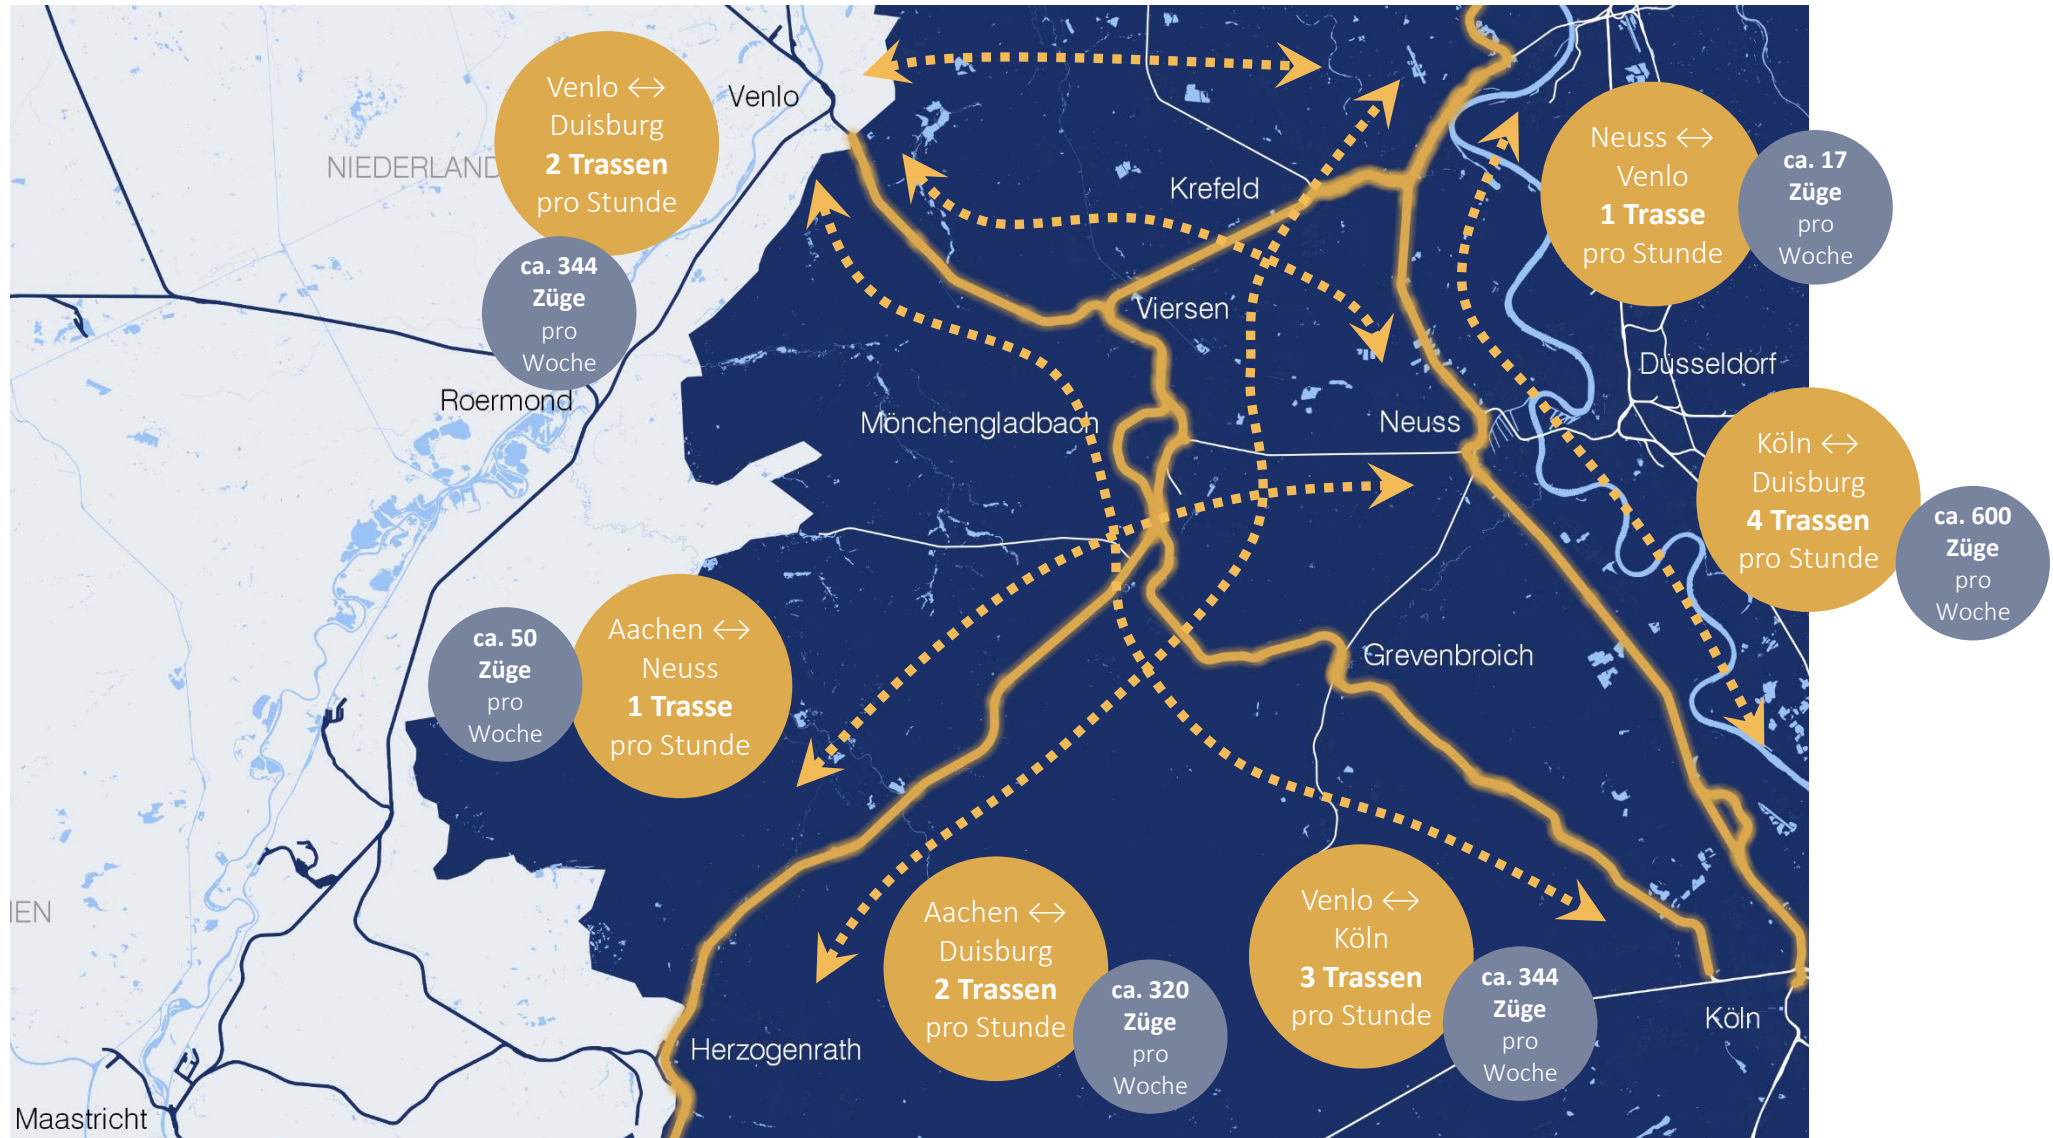 Venlo ↔
Duisburg
2 Trassen
pro Stunde
ca. 344
Züge
pro
Woche
Venlo
NIEDERLAND
Krefeld
Neuss ↔
Venlo
1 Trasse
pro Stunde
ca. 17
Züge
pro
Woche
Viersen
Düsseldorf
Roermond
Mönchengladbach
Neuss
Köln ↔
Duisburg
4 Trassen
pro Stunde
ca. 600
Züge
pro
Woche
ca. 50
Züge
pro
Woche
Aachen ↔
Neuss
1 Trasse
pro Stunde
Grevenbroich
IEN
Aachen ↔
Duisburg
2 Trassen
pro Stunde
ca. 320
Züge
pro
Woche
Venlo ↔
Köln
3 Trassen
pro Stunde
ca. 344
Züge
pro
Woche
Köln
Herzogenrath
Maastricht